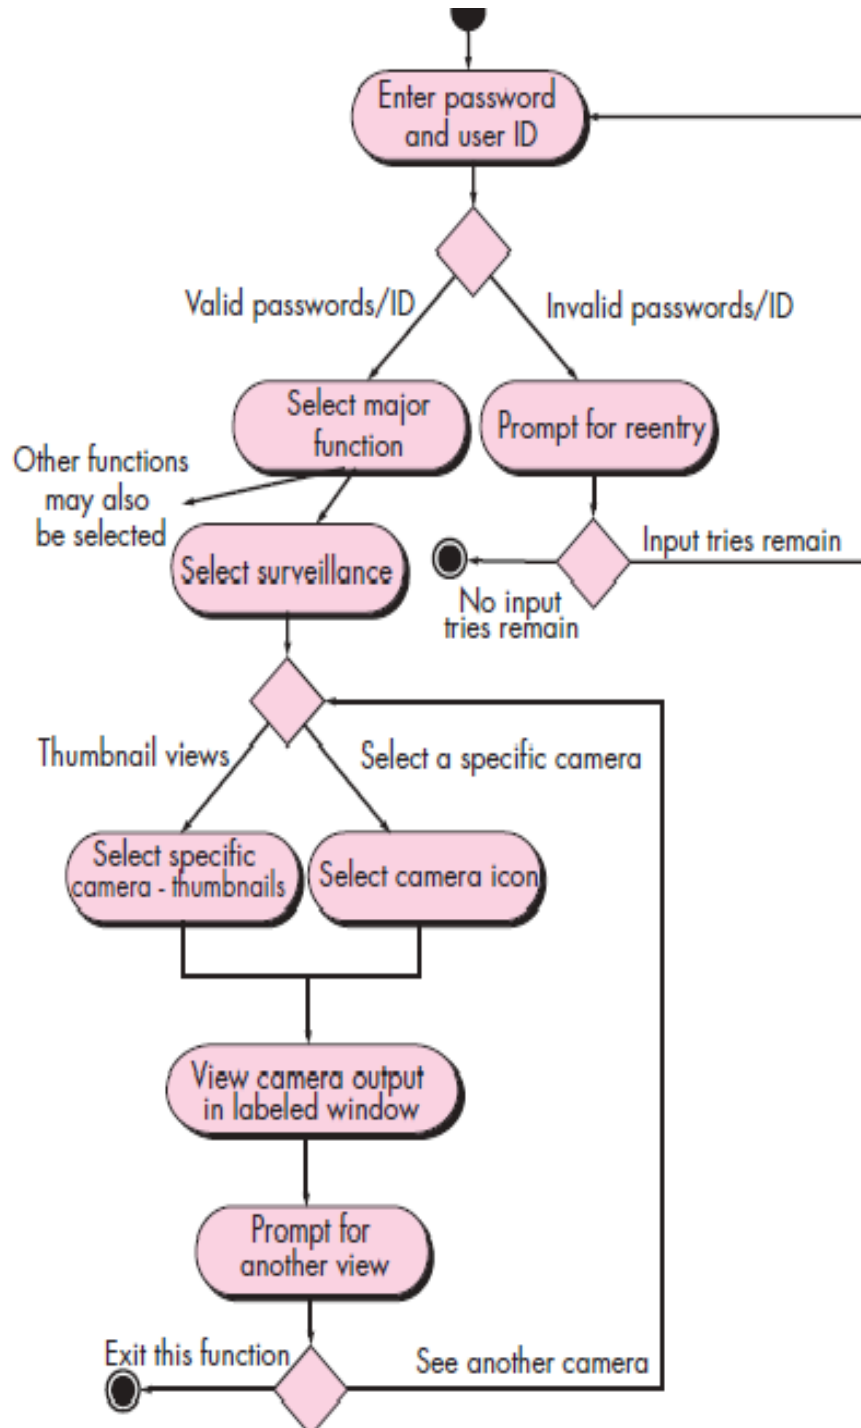 Enter password
and user ID
Valid passwords/ID
Invalid passwords/ID
Select major
function
Prompt for reentry
Other functions
may also
be selected
Select surveillance
Input tries remain
No input
tries remain
Thumbnail views
Select a specific camera
Select specific
camera - thumbnails
Select camera icon
View camera output
in labeled window
Prompt for
another view
Exit this function
See another camera